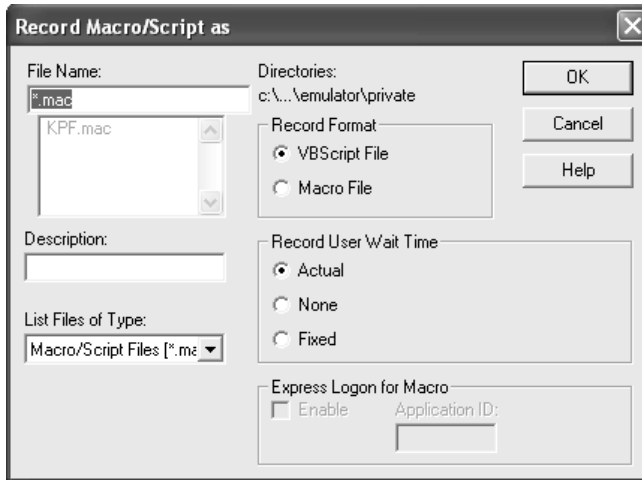 Record Macro/Script as
File Name:
*.mac
KPF.mac
Description:
List Files of Type:
Macro/Script Files [*.ma
Directories:
c:\...\emulator\private
Record Format
VBScript File
Macro File
Record User Wait Time
Actual
None
Fixed
Express Logon for Macro
Enable
Application ID:
OK
Cancel
Help